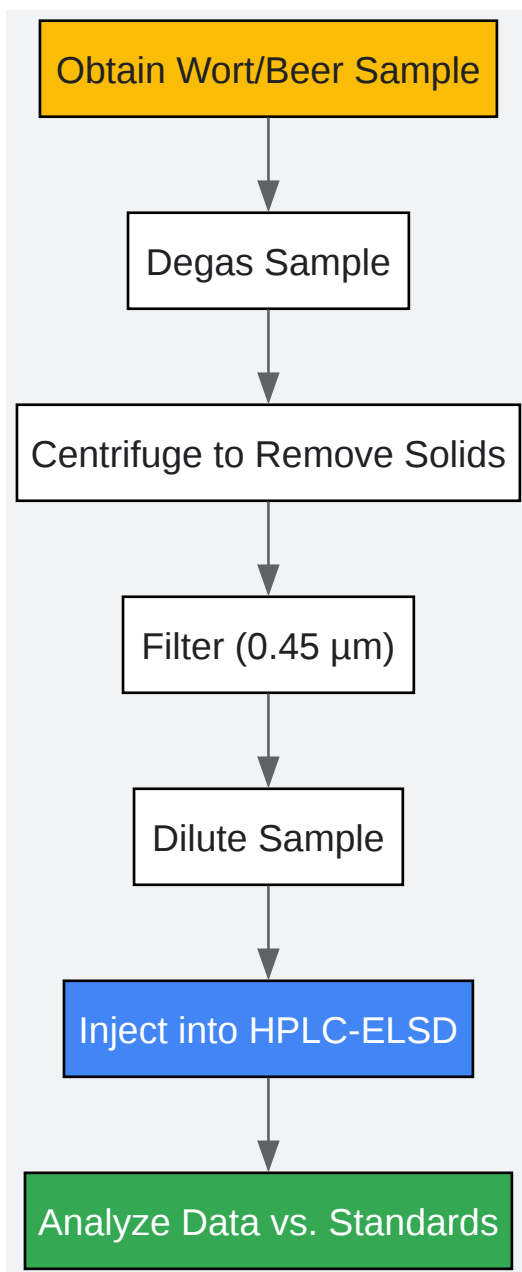 Obtain Wort/Beer Sample
Degas Sample
Centrifuge to Remove Solids
Filter (0.45 µm)
Dilute Sample
Inject into HPLC-ELSD
Analyze Data vs. Standards